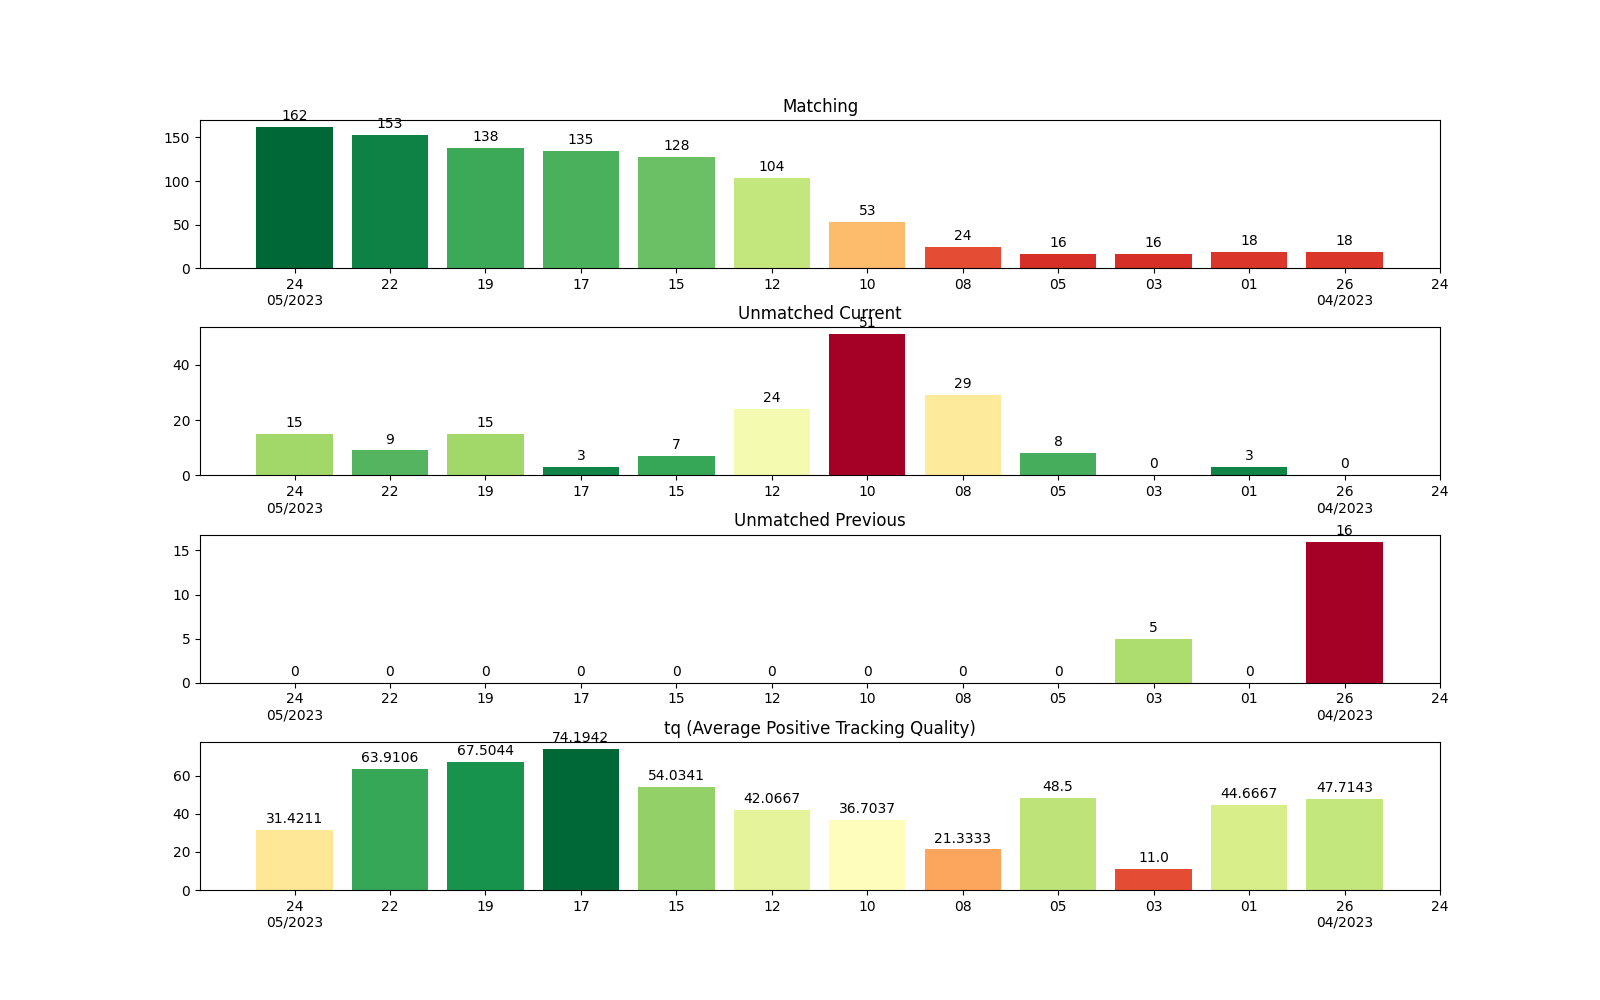 Matching
162 153 138 135 128 104 53 24 16 16 18 18
150
100
50
0
24 22 19 17 15 12 10 08 05 03 01 26 24
05/2023 04/2023
Unmatched Current
15 9 15 3 7 24 51 29 8 0 3 0
40
20
0
24 22 19 17 15 12 10 08 05 03 01 26 24
05/2023 04/2023
Unmatched Previous
0 0 0 0 0 0 0 0 0 5 0 16
15
10
5
0
24 22 19 17 15 12 10 08 05 03 01 26 24
05/2023 04/2023
tq (Average Positive Tracking Quality)
31.4211 63.9106 67.5044 74.1942 54.0341 42.0667 36.7037 21.3333 48.5 11.0 44.6667 47.7143
60
40
20
0
24 22 19 17 15 12 10 08 05 03 01 26 24
05/2023 04/2023